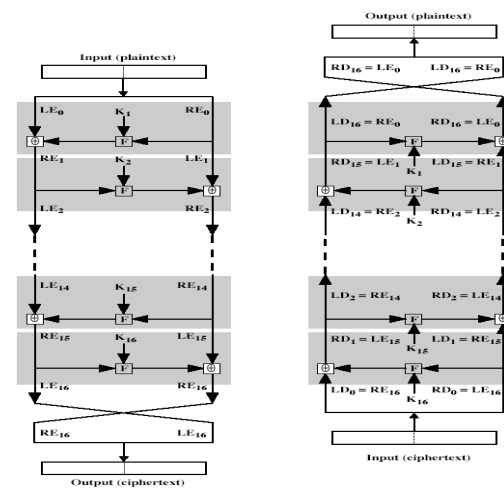 Input (plaintext)
LE₀ K₁ RE₀
⊕ F
RE₁ K₂ LE₁
F ⊕
LE₂ RE₂
LE₁₄ K₁₅ RE₁₄
⊕ F
RE₁₅ K₁₆ LE₁₅
F ⊕
LE₁₆ RE₁₆
RE₁₆ LE₁₆
Output (ciphertext)
Output (plaintext)
RD₁₆ = LE₀ LD₁₆ = RE₀
LD₁₆ = RE₀ RD₁₆ = LE₀
F ⊕
RD₁₅ = LE₁ K₁ LD₁₅ = RE₁
⊕ F
LD₁₄ = RE₂ K₂ RD₁₄ = LE₂
LD₂ = RE₁₄ RD₂ = LE₁₄
F ⊕
RD₁ = LE₁₅ K₁₅ LD₁ = RE₁₅
⊕ F
LD₀ = RE₁₆ K₁₆ RD₀ = LE₁₆
Input (ciphertext)